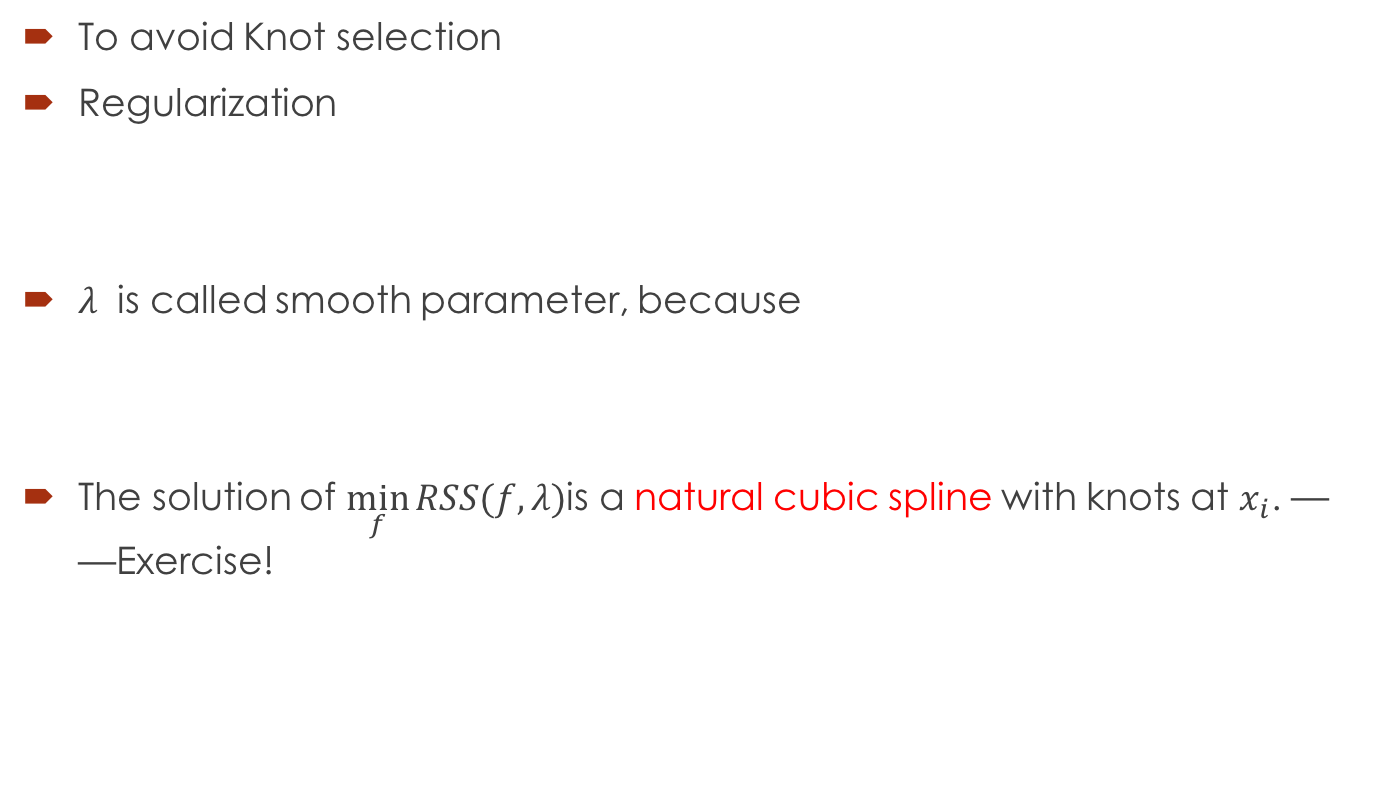 To avoid Knot selection
Regularization
λ is called smooth parameter, because
The solution of min_f RSS(f, λ)is a natural cubic spline with knots at x_i. —
—Exercise!